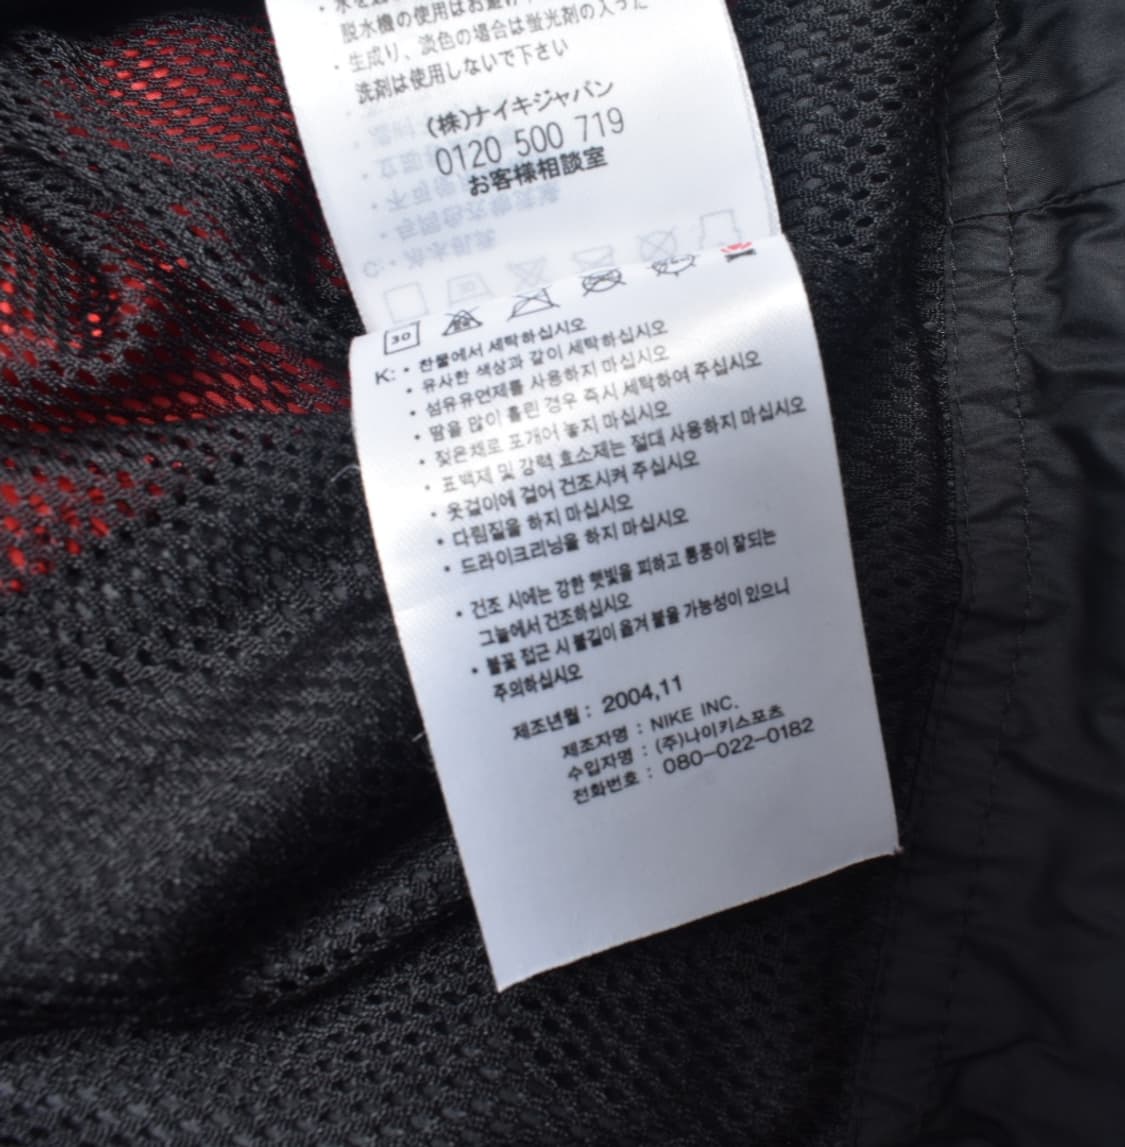 脱水機の使用はお避け
・生成り、淡色の場合は蛍光剤の入った
洗剤は使用しないで下さい
(株)ナイキジャパン
0120 500 719
お客様相談室
30
K: • 찬물에서 세탁하십시오
• 유사한 색상과 같이 세탁하십시오
• 섬유유연제를 사용하지 마십시오
• 땀을 많이 흘린 경우 즉시 세탁하여 주십시오
• 젖은채로 포개어 놓지 마십시오
• 표백제 및 강력 효소제는 절대 사용하지 마십시오
• 옷걸이에 걸어 건조시켜 주십시오
• 다림질을 하지 마십시오
• 드라이크리닝을 하지 마십시오
• 건조 시에는 강한 햇빛을 피하고 통풍이 잘되는
그늘에서 건조하십시오
• 불꽃 접근 시 불길이 옮겨 붙을 가능성이 있으니
주의하십시오
제조년월 : 2004,11
제조자명 : NIKE INC.
수입자명 : (주)나이키스포츠
전화번호 : 080-022-0182